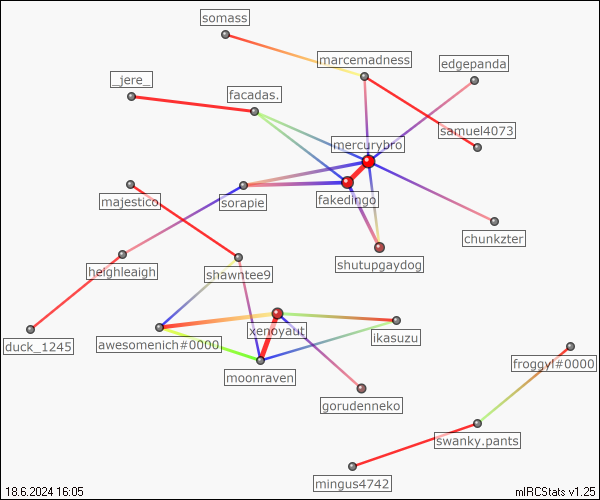 somass
marcemadness
edgepanda
_jere_
facadas.
samuel4073
mercurybro
majestico
sorapie
fakedingo
chunkzter
shutupgaydog
heighleaigh
shawntee9
xenoyaut
duck_1245
awesomenich#0000
ikasuzu
moonraven
froggyl#0000
gorudenneko
swanky.pants
mingus4742
18.6.2024 16:05
mIRCStats v1.25